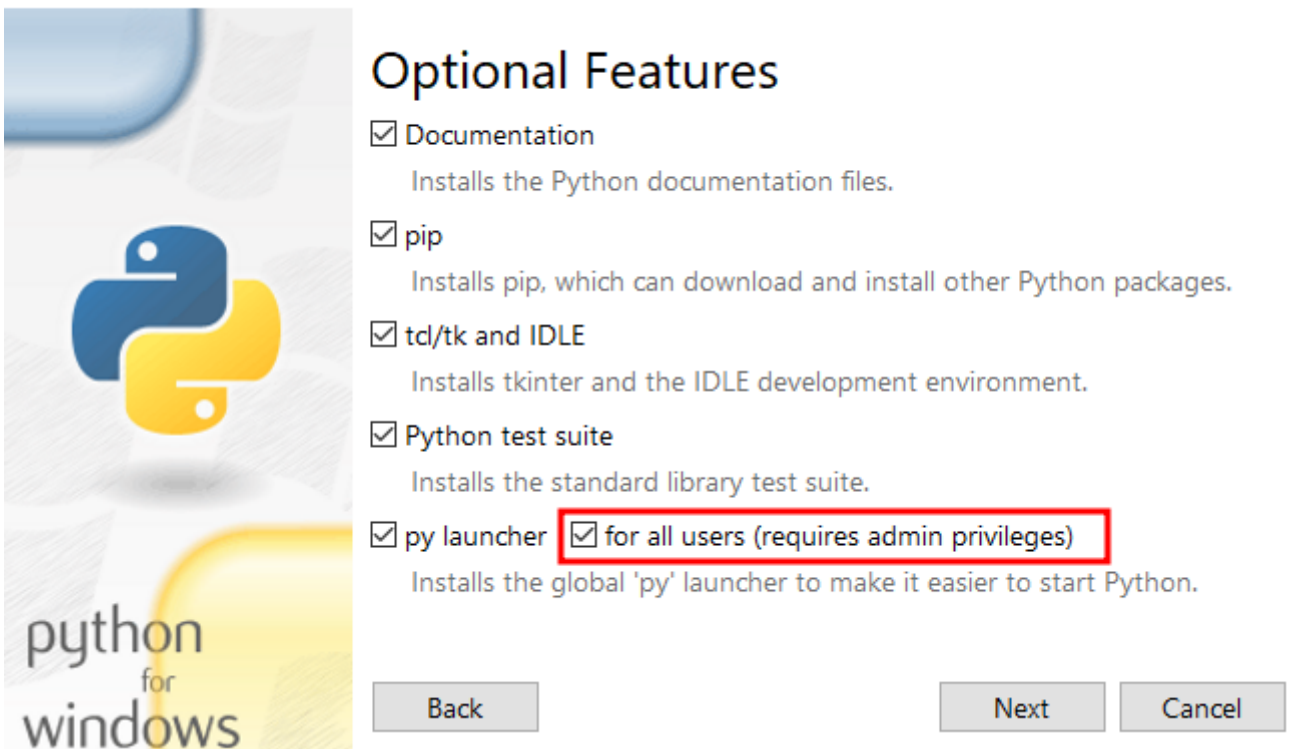 Optional Features
Documentation
Installs the Python documentation files.
pip
Installs pip, which can download and install other Python packages.
tcl/tk and IDLE
Installs tkinter and the IDLE development environment.
Python test suite
Installs the standard library test suite.
py launcher for all users (requires admin privileges)
Installs the global 'py' launcher to make it easier to start Python.
python
for
windows
Back Next Cancel